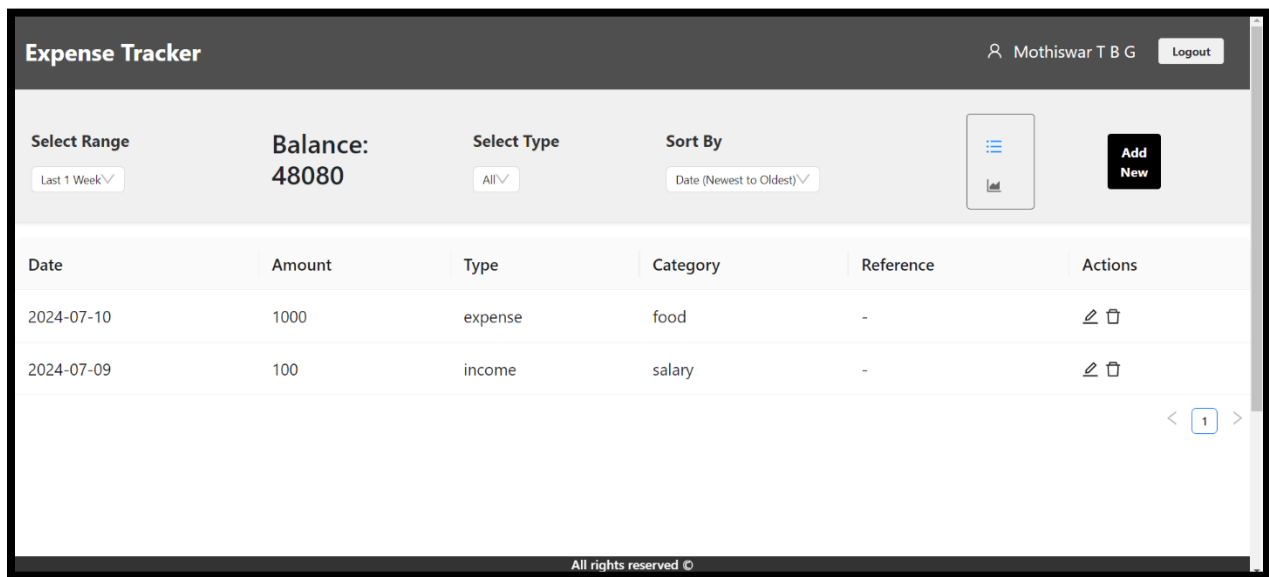 Expense Tracker
Mothiswar T B G
Logout
Select Range
Balance:
48080
Select Type
Sort By
Last 1 Week
All
Date (Newest to Oldest)
Add
New
Date Amount Type Category Reference Actions
2024-07-10 1000 expense food -
2024-07-09 100 income salary -
< 1 >
All rights reserved ©